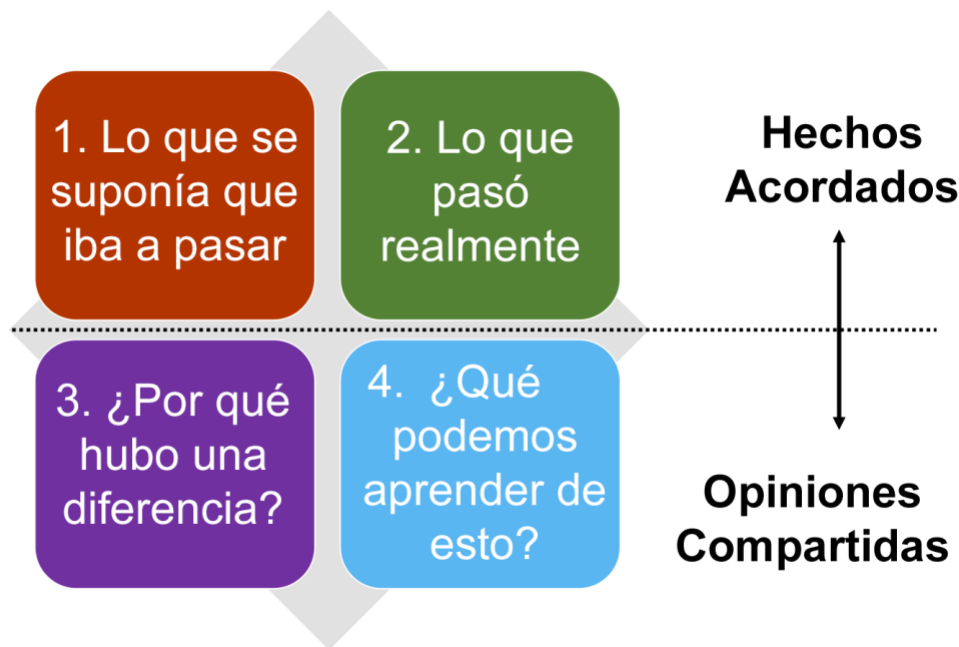 1. Lo que se
suponía que
iba a pasar
2. Lo que
pasó
realmente
Hechos
Acordados
3. ¿Por qué
hubo una
diferencia?
4. ¿Qué
podemos
aprender de
esto?
Opiniones
Compartidas